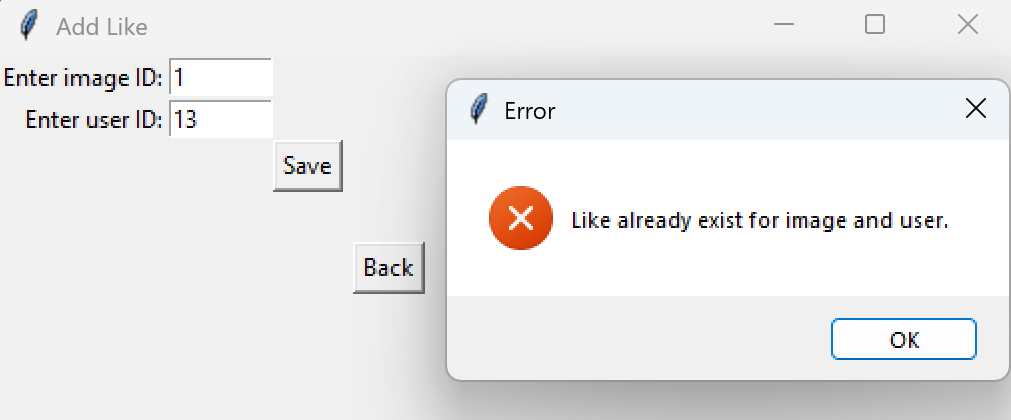 Add Like
Enter image ID: 1
Enter user ID: 13
Save
Back
Error
Like already exist for image and user.
OK